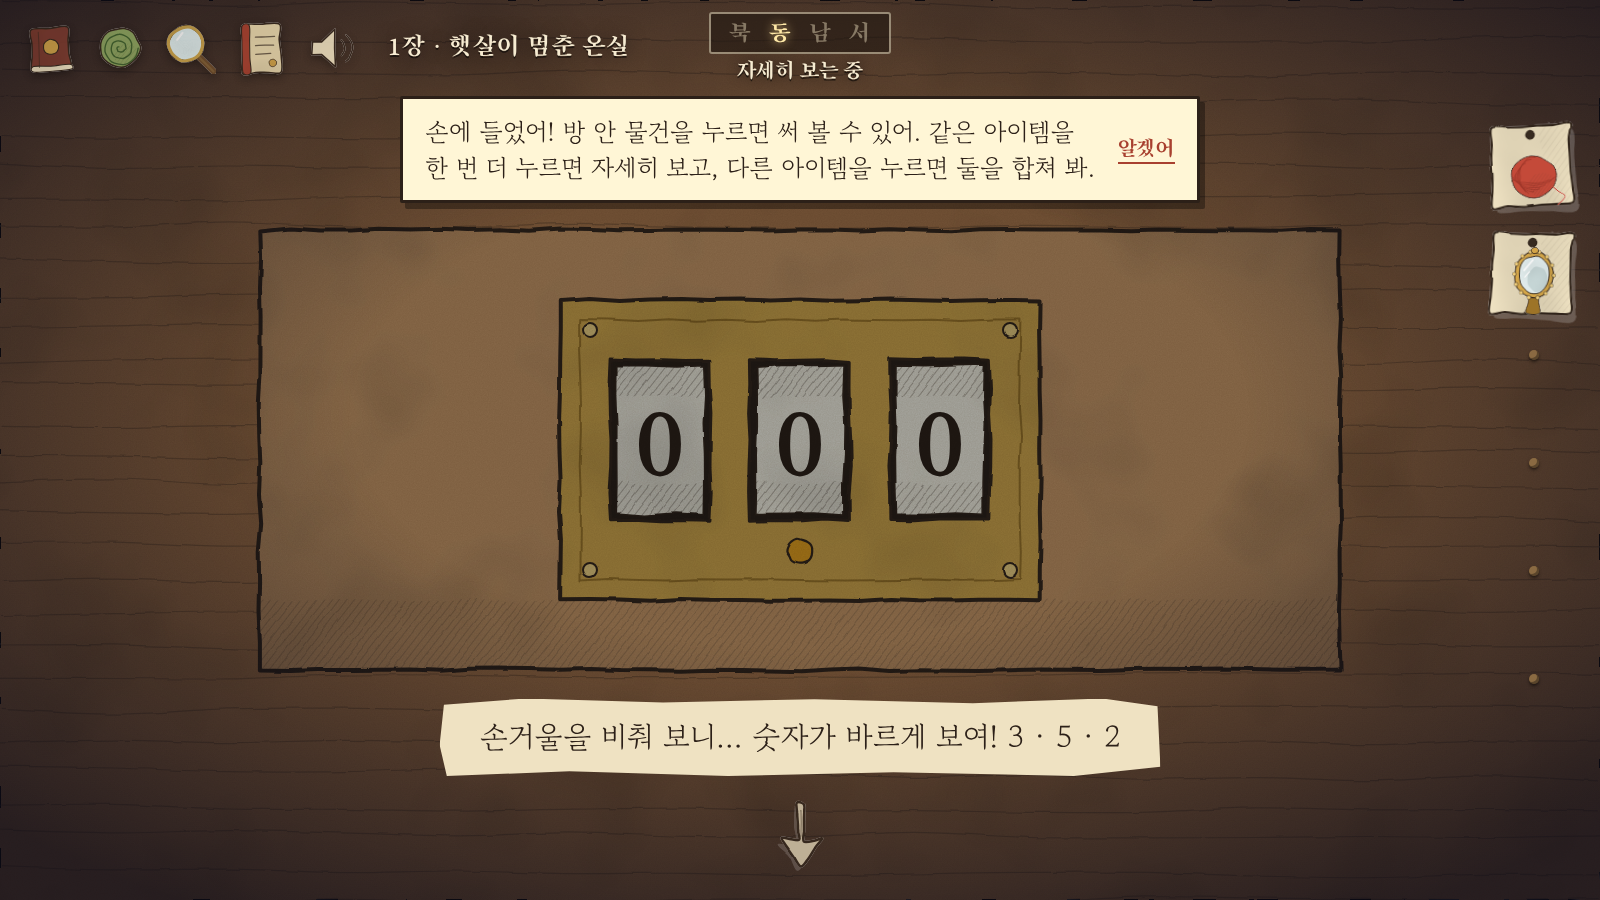 1장 · 햇살이 멈춘 온실
북 동 남 서
자세히 보는 중
손에 들었어! 방 안 물건을 누르면 써 볼 수 있어. 같은 아이템을
한 번 더 누르면 자세히 보고, 다른 아이템을 누르면 둘을 합쳐 봐.
알겠어
0 0 0
손거울을 비춰 보니... 숫자가 바르게 보여! 3 · 5 · 2